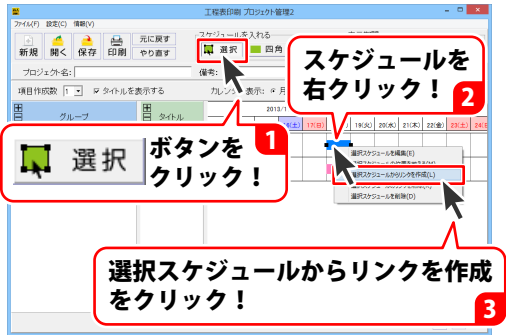 工程表印刷 プロジェクト管理2
ファイル(F) 設定(C) 情報(V)
新規 開く 保存 印刷
元に戻す
やり直す
スケジュールを入れる
選択 四角
プロジェクト名:
備考:
項目作成数 1 タイトルを表示する
表示:
2013/1
グループ
タイトル
17(日) 19(火) 20(水) 21(木) 22(金) 23(土)
スケジュールを
右クリック!
2
選択
ボタンを
クリック!
1
選択スケジュールを編集(E)
選択スケジュールからリンクを作成(L)
選択スケジュールを削除(D)
選択スケジュールからリンクを作成
をクリック!
3